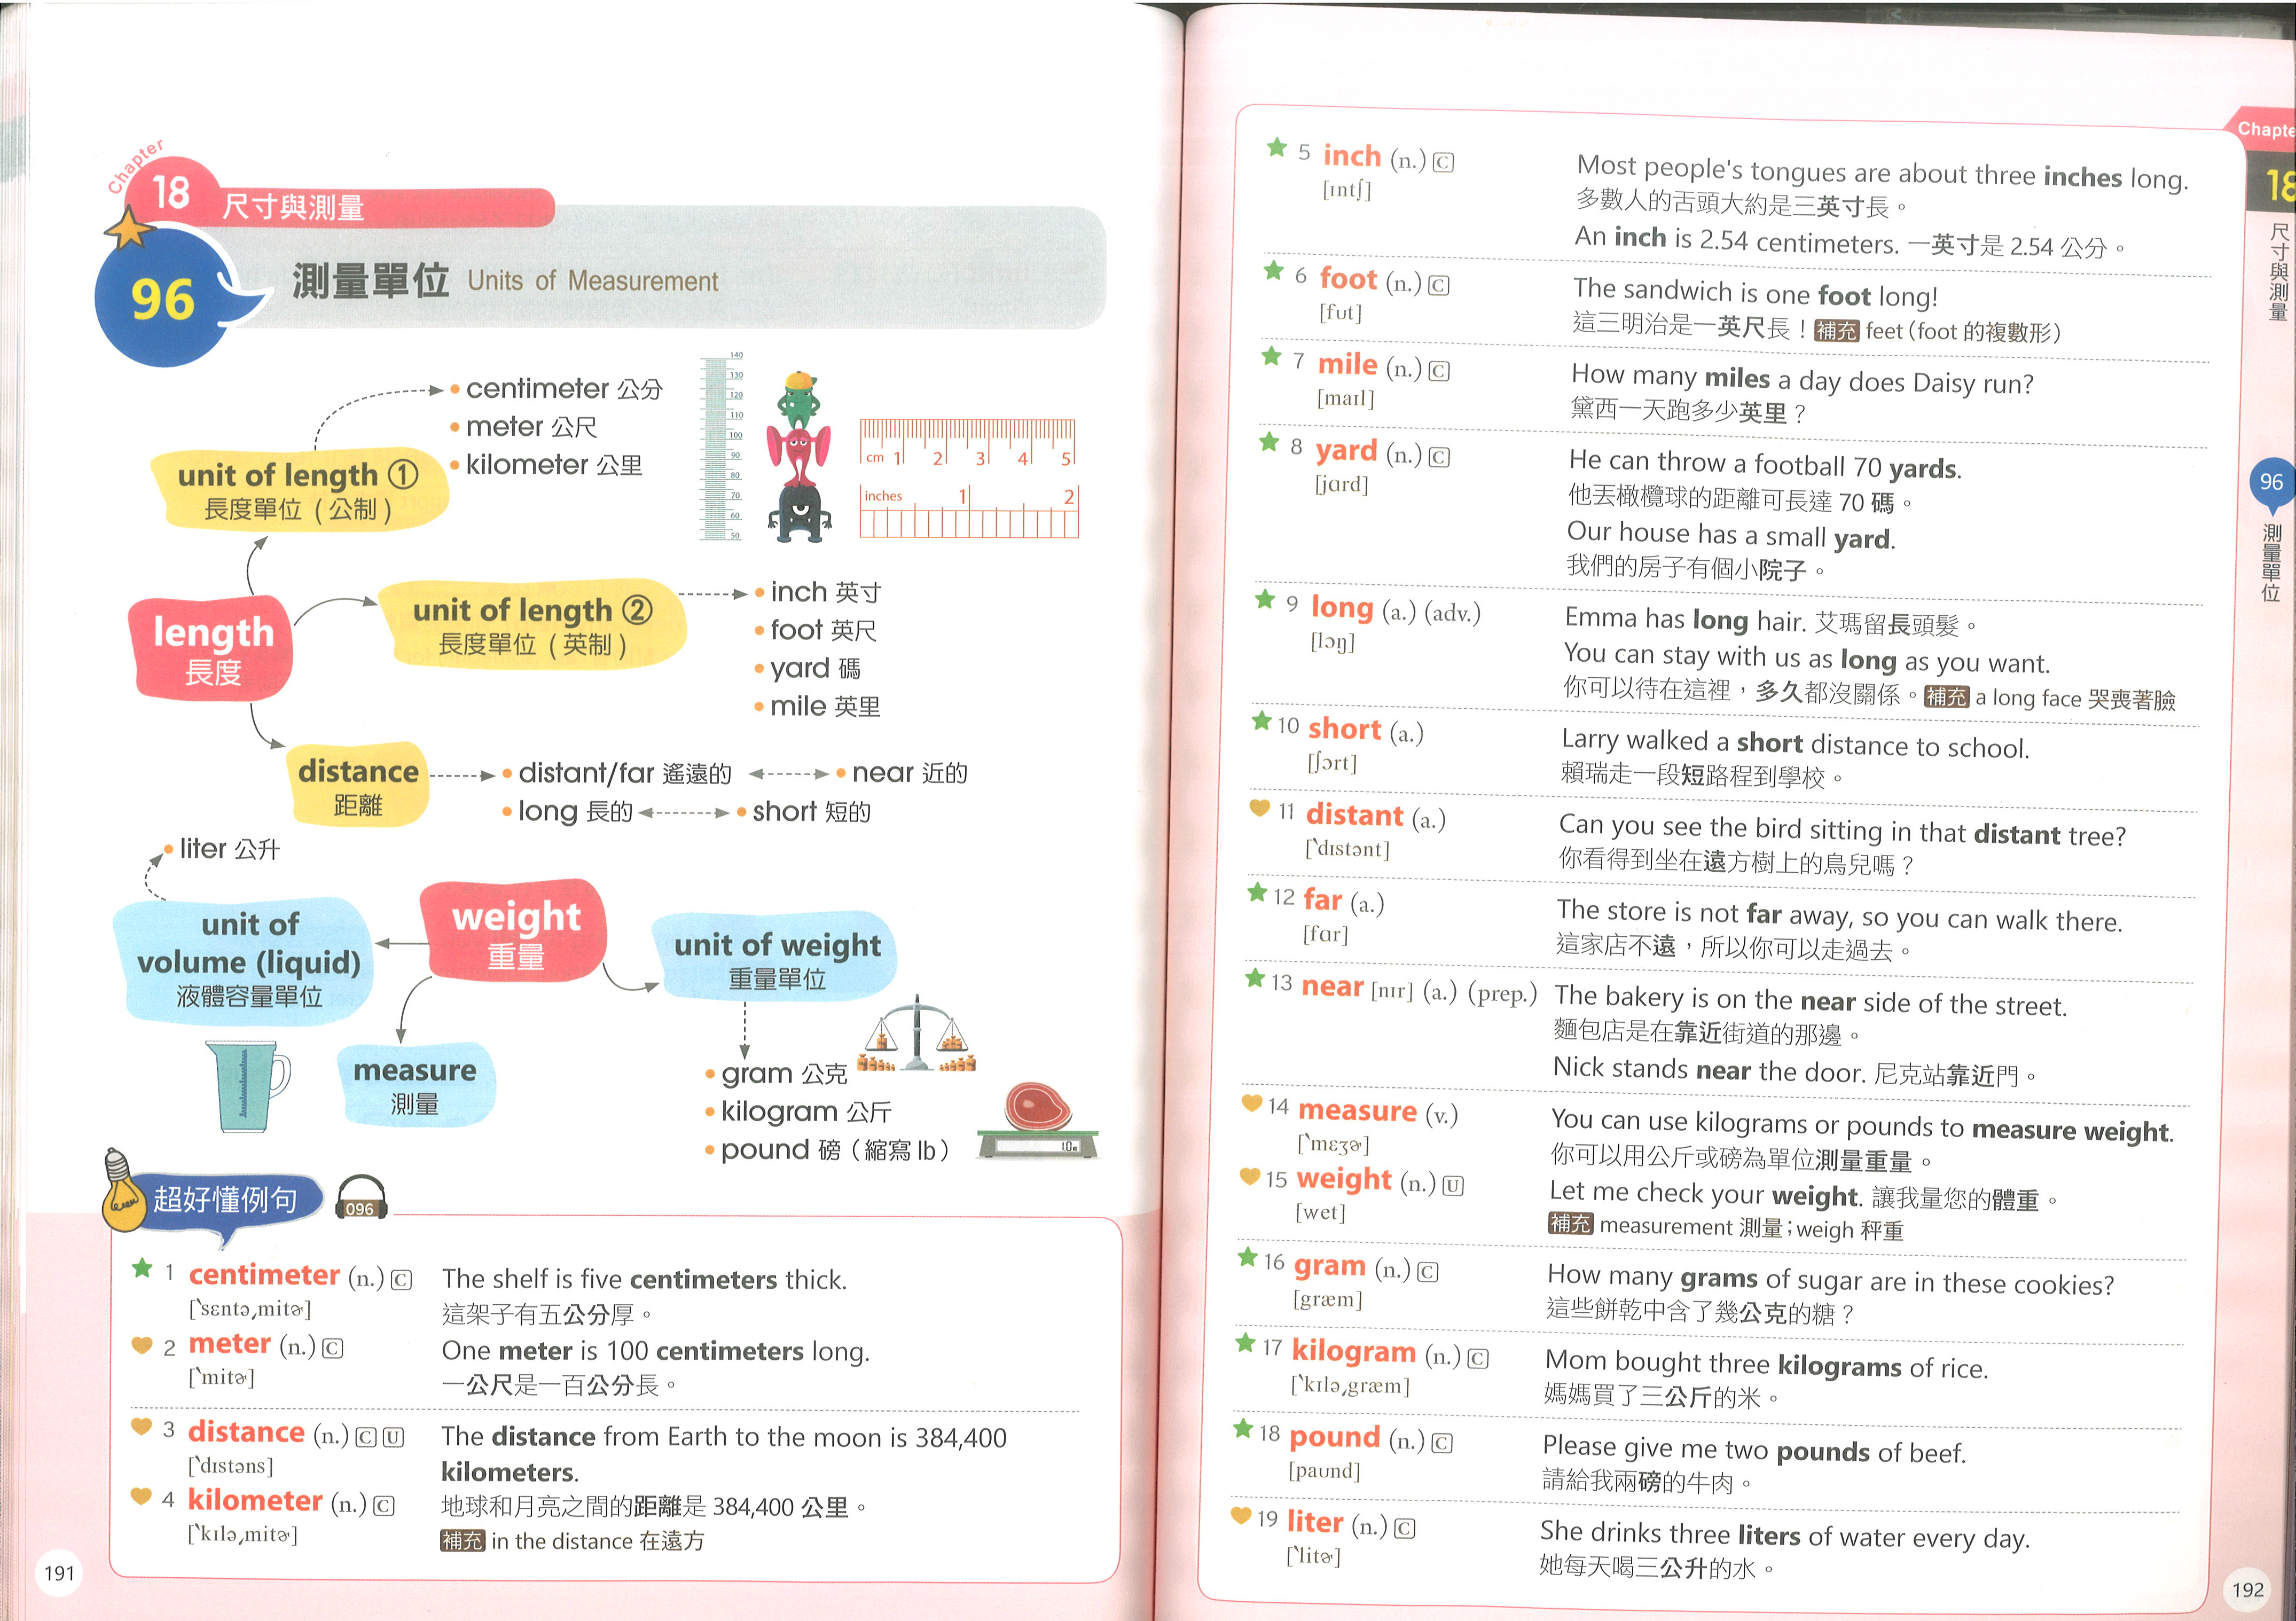 Chapter
18 尺寸與測量
96 測量單位 Units of Measurement
centimeter 公分
meter 公尺
kilometer 公里
unit of length ①
長度單位（公制）
140
130
120
110
100
90
80
70
60
50
cm 1 2 3 4 5
inches 1 2
length
長度
unit of length ②
長度單位（英制）
inch 英寸
foot 英尺
yard 碼
mile 英里
distance
距離
distant/far 遙遠的
near 近的
long 長的
short 短的
liter 公升
unit of
volume (liquid)
液體容量單位
weight
重量
unit of weight
重量單位
measure
測量
gram 公克
kilogram 公斤
pound 磅（縮寫 lb）
超好懂例句
096
1 centimeter (n.) C
[ˋsɛntəˏmitɚ]
The shelf is five centimeters thick.
這架子有五公分厚。
2 meter (n.) C
[ˋmitɚ]
One meter is 100 centimeters long.
一公尺是一百公分長。
3 distance (n.) C U
[ˋdɪstəns]
The distance from Earth to the moon is 384,400
kilometers.
4 kilometer (n.) C
[ˋkɪləˏmitɚ]
地球和月亮之間的距離是 384,400 公里。
補充 in the distance 在遠方
191
5 inch (n.) C
[ɪntʃ]
Most people's tongues are about three inches long.
多數人的舌頭大約是三英寸長。
An inch is 2.54 centimeters. 一英寸是 2.54 公分。
6 foot (n.) C
[fʊt]
The sandwich is one foot long!
這三明治是一英尺長！補充 feet（foot 的複數形）
7 mile (n.) C
[maɪl]
How many miles a day does Daisy run?
黛西一天跑多少英里？
8 yard (n.) C
[jɑrd]
He can throw a football 70 yards.
他丟橄欖球的距離可長達 70 碼。
Our house has a small yard.
我們的房子有個小院子。
9 long (a.) (adv.)
[lɔŋ]
Emma has long hair. 艾瑪留長頭髮。
You can stay with us as long as you want.
你可以待在這裡，多久都沒關係。補充 a long face 哭喪著臉
10 short (a.)
[ʃɔrt]
Larry walked a short distance to school.
賴瑞走一段短路程到學校。
11 distant (a.)
[ˋdɪstənt]
Can you see the bird sitting in that distant tree?
你看得到坐在遠方樹上的鳥兒嗎？
12 far (a.)
[fɑr]
The store is not far away, so you can walk there.
這家店不遠，所以你可以走過去。
13 near [nɪr] (a.) (prep.)
The bakery is on the near side of the street.
麵包店是在靠近街道的那邊。
Nick stands near the door. 尼克站靠近門。
14 measure (v.)
[ˋmɛʒɚ]
You can use kilograms or pounds to measure weight.
你可以用公斤或磅為單位測量重量。
15 weight (n.) U
[wet]
Let me check your weight. 讓我量您的體重。
補充 measurement 測量；weigh 秤重
16 gram (n.) C
[græm]
How many grams of sugar are in these cookies?
這些餅乾中含了幾公克的糖？
17 kilogram (n.) C
[ˋkɪləˏgræm]
Mom bought three kilograms of rice.
媽媽買了三公斤的米。
18 pound (n.) C
[paʊnd]
Please give me two pounds of beef.
請給我兩磅的牛肉。
19 liter (n.) C
[ˋlitɚ]
She drinks three liters of water every day.
她每天喝三公升的水。
18
尺寸與測量
96
測量單位
192